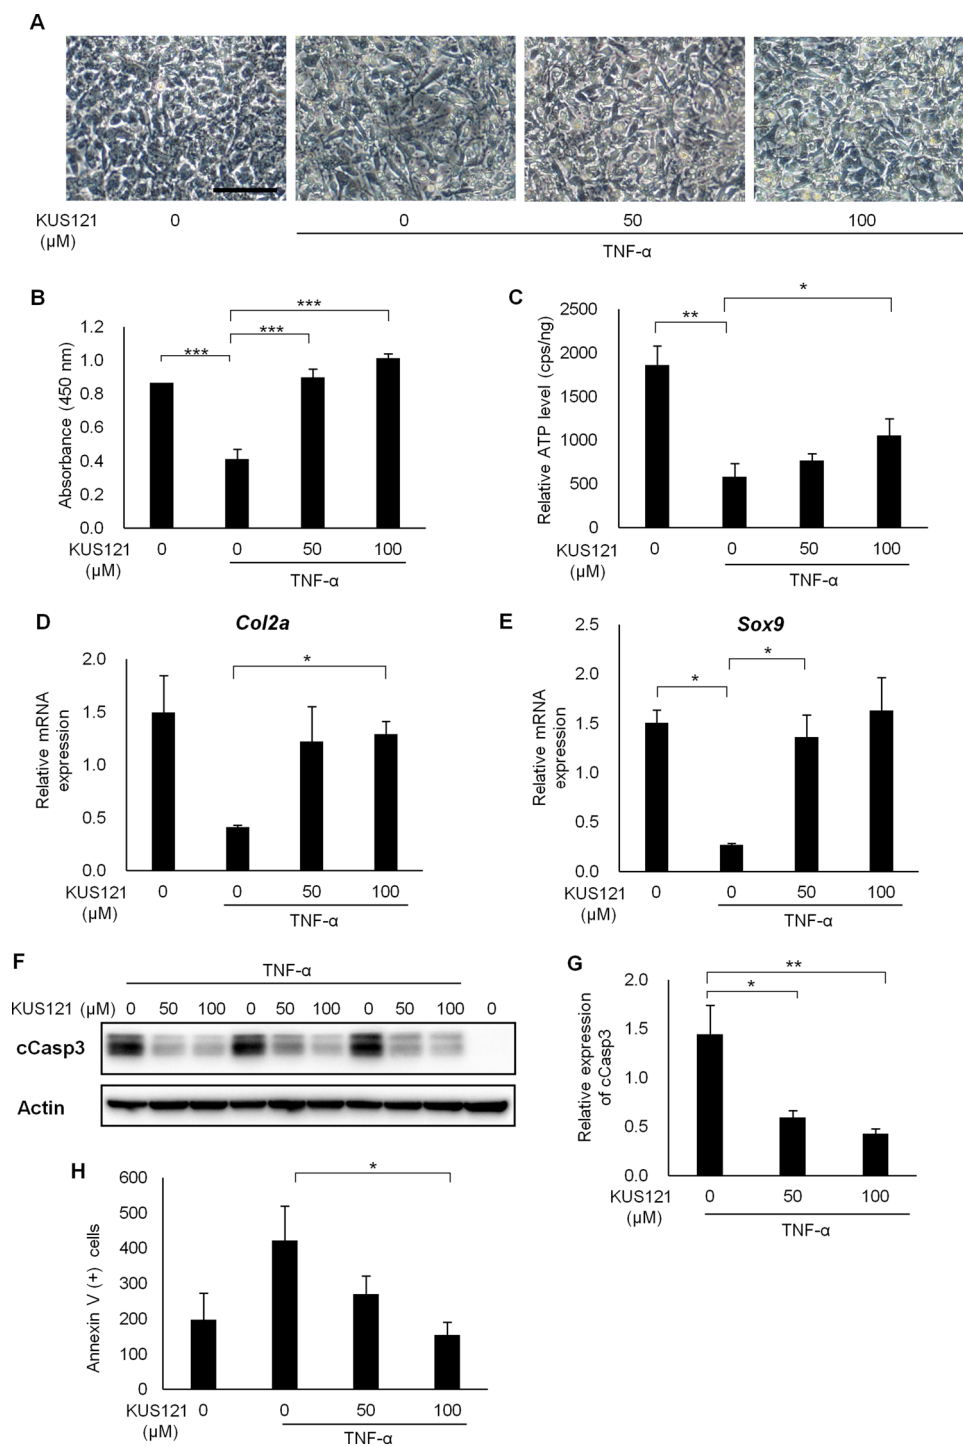 A
KUS121 (µM) 0 0 50 100
TNF-α
B
Absorbance (450 nm)
1.2
1.0
0.8
0.6
0.4
0.2
0.0
***
***
***
KUS121 (µM) 0 0 50 100
TNF-α
C
Relative ATP level (cps/ng)
2500
2000
1500
1000
500
0
**
*
KUS121 (µM) 0 0 50 100
TNF-α
D
Col2a
Relative mRNA expression
2.0
1.5
1.0
0.5
0.0
*
KUS121 (µM) 0 0 50 100
TNF-α
E
Sox9
Relative mRNA expression
2.5
2.0
1.5
1.0
0.5
0.0
*
*
KUS121 (µM) 0 0 50 100
TNF-α
F
TNF-α
KUS121 (µM) 0 50 100 0 50 100 0 50 100 0
cCasp3
Actin
G
Relative expression of cCasp3
2.0
1.5
1.0
0.5
0.0
**
*
KUS121 (µM) 0 50 100
TNF-α
H
Annexin V (+) cells
600
500
400
300
200
100
0
*
KUS121 (µM) 0 0 50 100
TNF-α